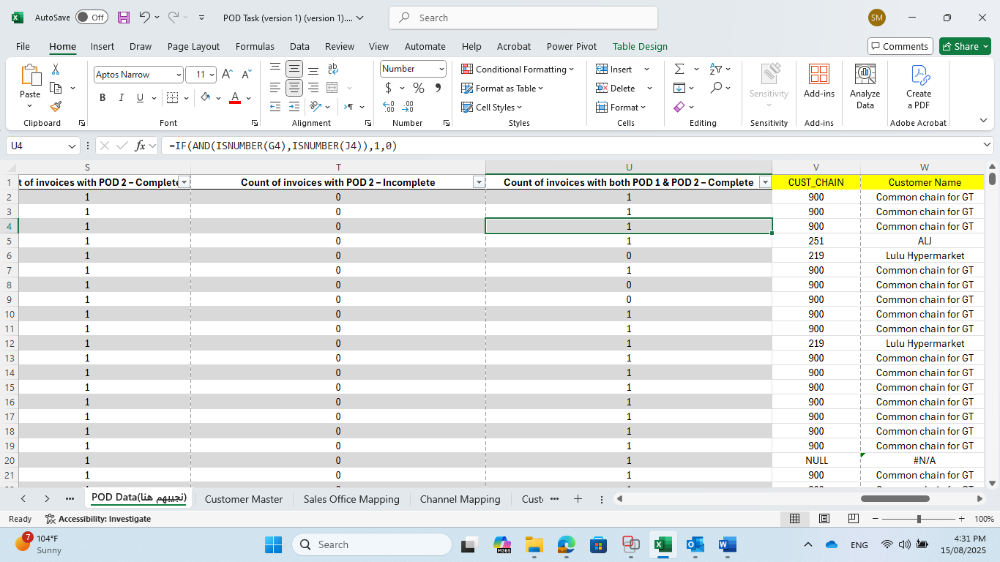 AutoSave Off POD Task (version 1) (version 1).... Search SM
File Home Insert Draw Page Layout Formulas Data Review View Automate Help Acrobat Power Pivot Table Design Comments Share
Paste
Clipboard
Aptos Narrow 11
B I U A
Font
ab
Alignment
Number
$ % 9
Number
Conditional Formatting
Format as Table
Cell Styles
Styles
Insert
Delete
Format
Cells
Editing
Sensitivity
Sensitivity
Add-ins
Add-ins
Analyze
Data
Create
a PDF
Adobe Acrobat
U4 fx =IF(AND(ISNUMBER(G4),ISNUMBER(J4)),1,0)
S T U V W
1 t of invoices with POD 2 – Complete Count of invoices with POD 2 – Incomplete Count of invoices with both POD 1 & POD 2 – Complete CUST_CHAIN Customer Name
2 1 0 1 900 Common chain for GT
3 1 0 1 900 Common chain for GT
4 1 0 1 900 Common chain for GT
5 1 0 1 251 ALJ
6 1 0 0 219 Lulu Hypermarket
7 1 0 1 900 Common chain for GT
8 1 0 0 900 Common chain for GT
9 1 0 0 900 Common chain for GT
10 1 0 1 900 Common chain for GT
11 1 0 1 900 Common chain for GT
12 1 0 1 219 Lulu Hypermarket
13 1 0 1 900 Common chain for GT
14 1 0 1 900 Common chain for GT
15 1 0 1 900 Common chain for GT
16 1 0 1 900 Common chain for GT
17 1 0 1 900 Common chain for GT
18 1 0 1 900 Common chain for GT
19 1 0 1 900 Common chain for GT
20 1 0 1 NULL #N/A
21 1 0 1 900 Common chain for GT
POD Data(نجيبهم هنا) Customer Master Sales Office Mapping Channel Mapping Cust
Ready Accessibility: Investigate 100%
7 104°F
Sunny
Search
M365
ENG
4:31 PM
15/08/2025